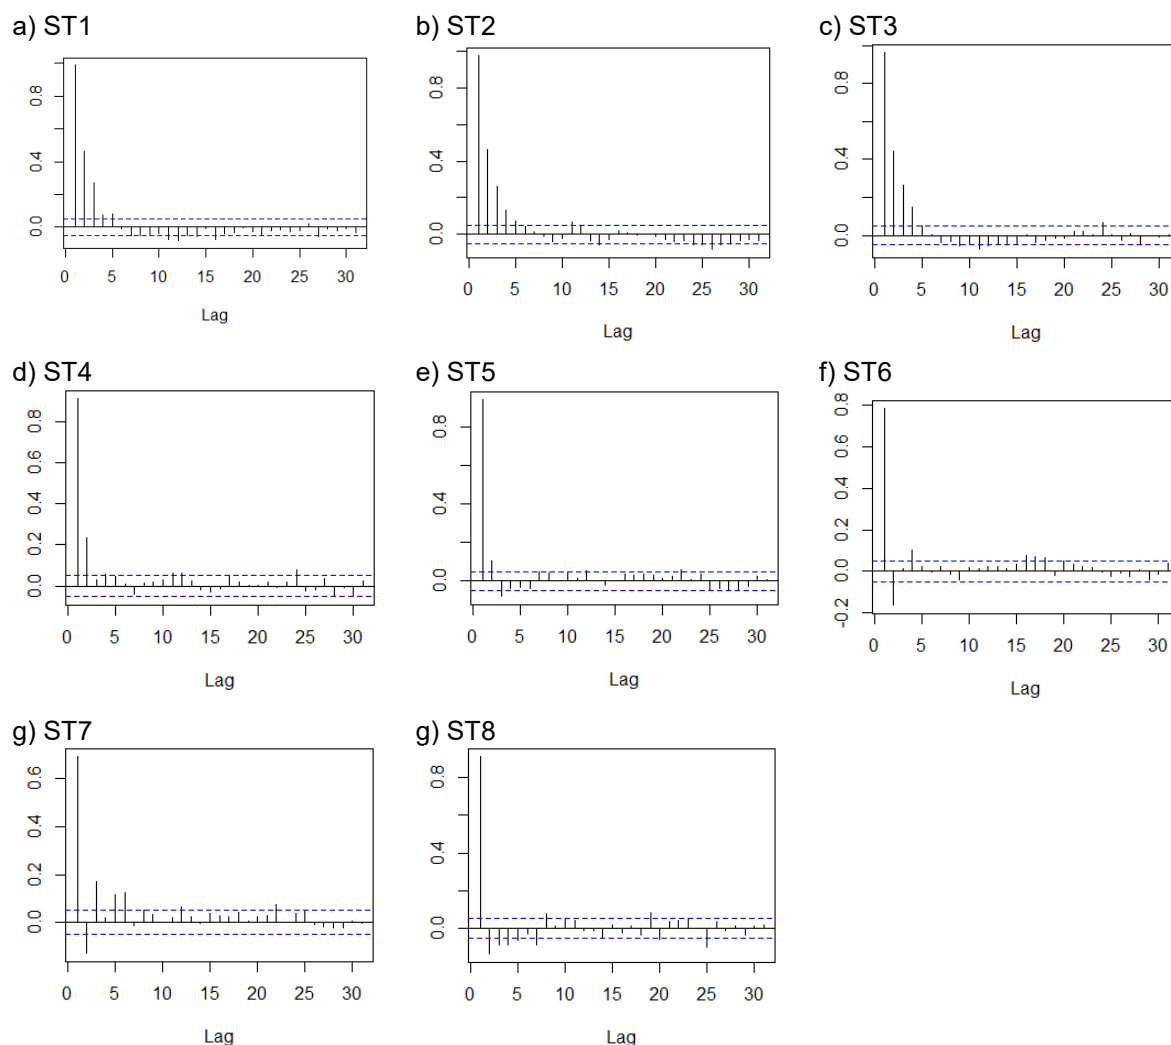 a) ST1
b) ST2
c) ST3
0.0 0.4 0.8
0 5 10 15 20 25 30
Lag
0.0 0.4 0.8
0 5 10 15 20 25 30
Lag
0.0 0.4 0.8
0 5 10 15 20 25 30
Lag
d) ST4
e) ST5
f) ST6
0.0 0.2 0.4 0.6 0.8
0 5 10 15 20 25 30
Lag
0.0 0.4 0.8
0 5 10 15 20 25 30
Lag
-0.2 0.0 0.2 0.4 0.6 0.8
0 5 10 15 20 25 30
Lag
g) ST7
g) ST8
0.0 0.2 0.4 0.6
0 5 10 15 20 25 30
Lag
0.0 0.4 0.8
0 5 10 15 20 25 30
Lag